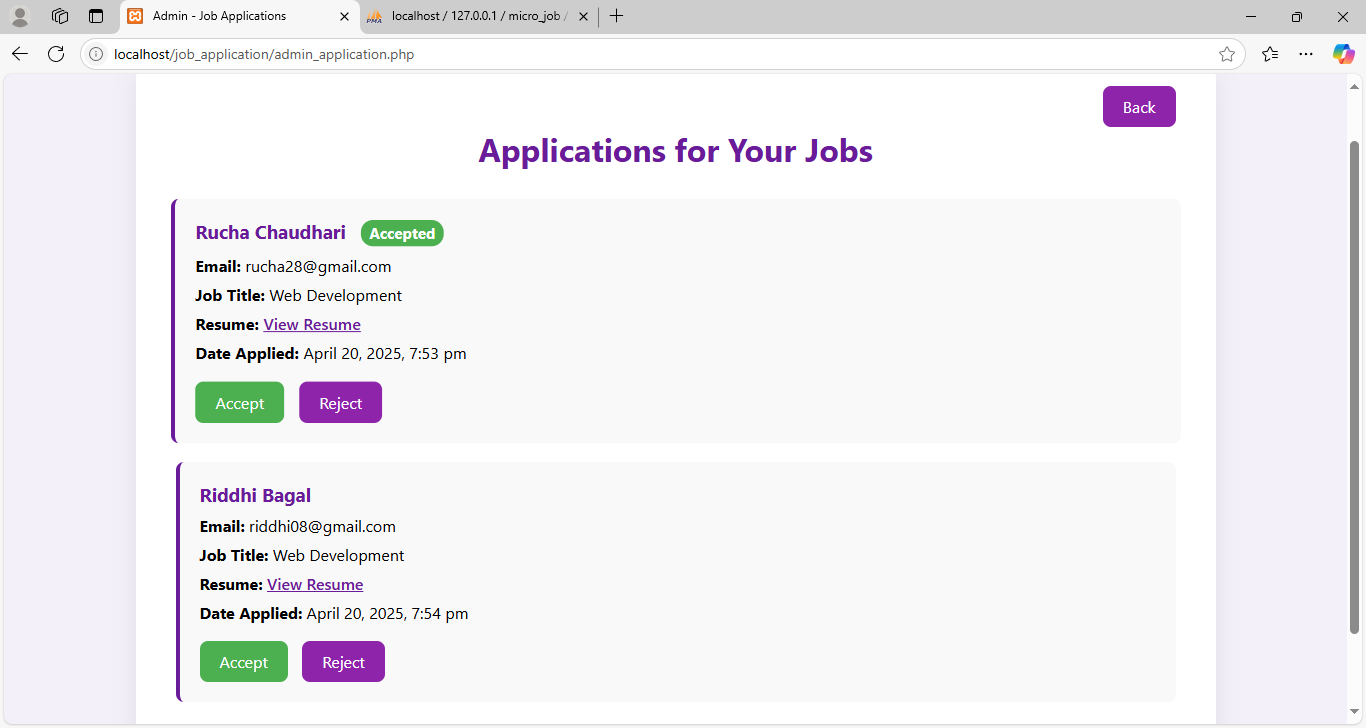 Admin - Job Applications
localhost / 127.0.0.1 / micro_job /
localhost/job_application/admin_application.php
Back
Applications for Your Jobs
Rucha Chaudhari Accepted
Email: rucha28@gmail.com
Job Title: Web Development
Resume: View Resume
Date Applied: April 20, 2025, 7:53 pm
Accept Reject
Riddhi Bagal
Email: riddhi08@gmail.com
Job Title: Web Development
Resume: View Resume
Date Applied: April 20, 2025, 7:54 pm
Accept Reject